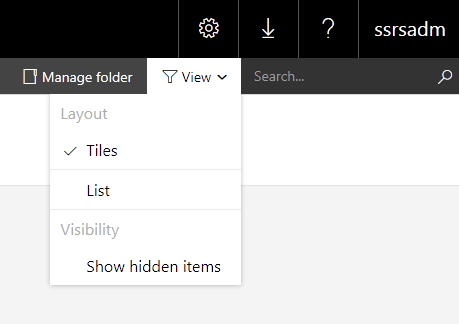 ssrsadm
Manage folder
View
Search...
Layout
Tiles
List
Visibility
Show hidden items